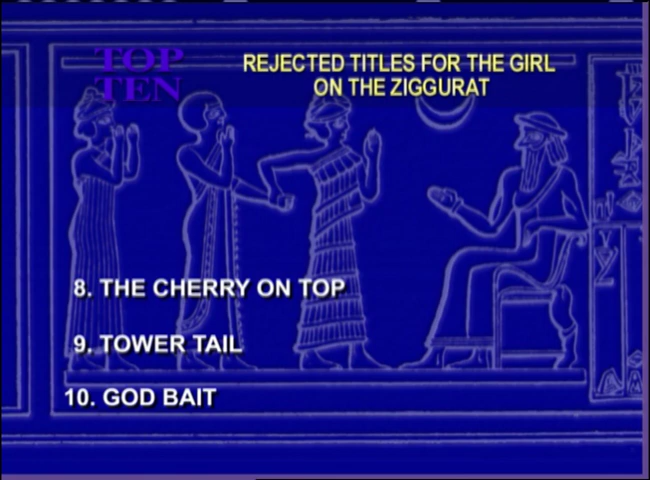 TOP
TEN
REJECTED TITLES FOR THE GIRL
ON THE ZIGGURAT
8. THE CHERRY ON TOP
9. TOWER TAIL
10. GOD BAIT